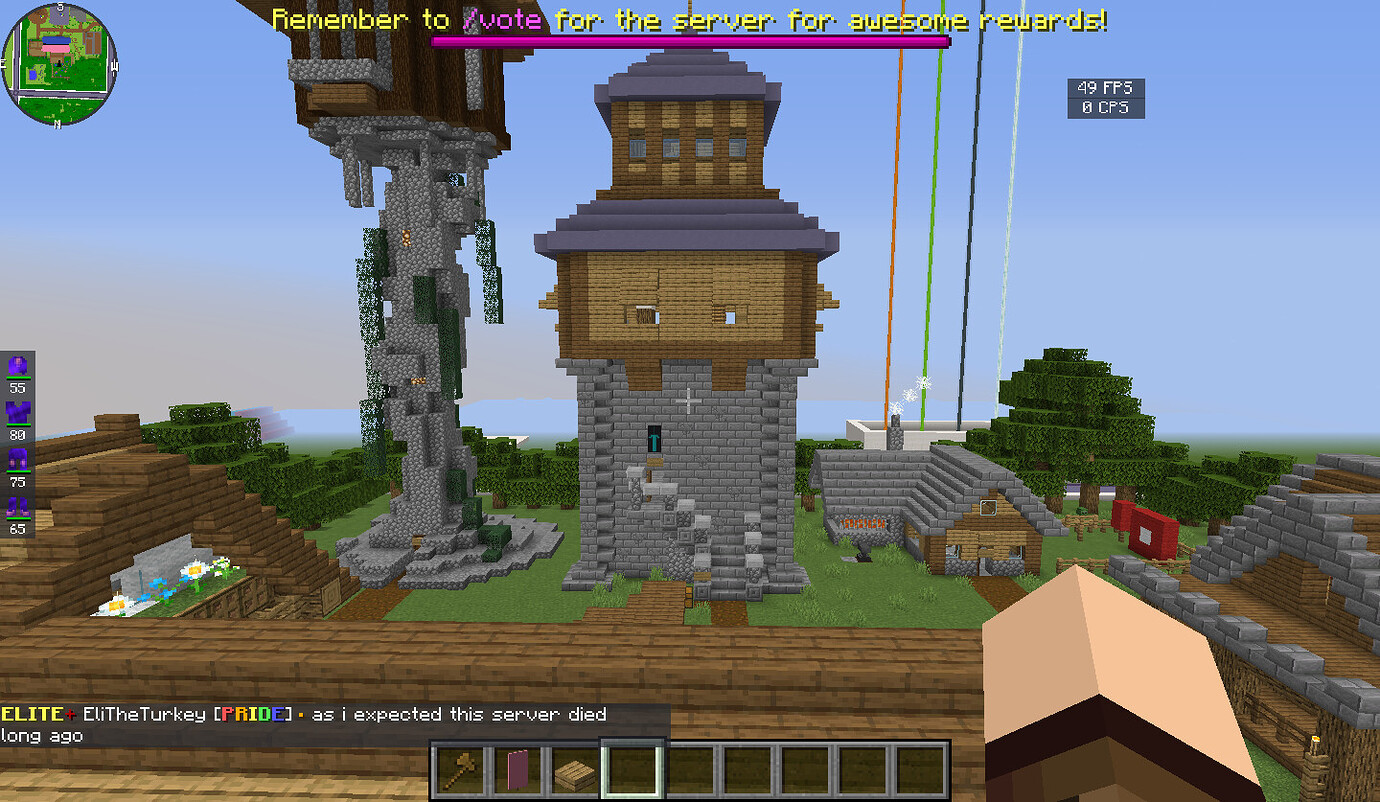 Remember to /vote for the server for awesome rewards!
S
E
W
N
49 FPS
0 CPS
55
80
75
65
ELITE+ EliTheTurkey [PRIDE] • as i expected this server died
long ago